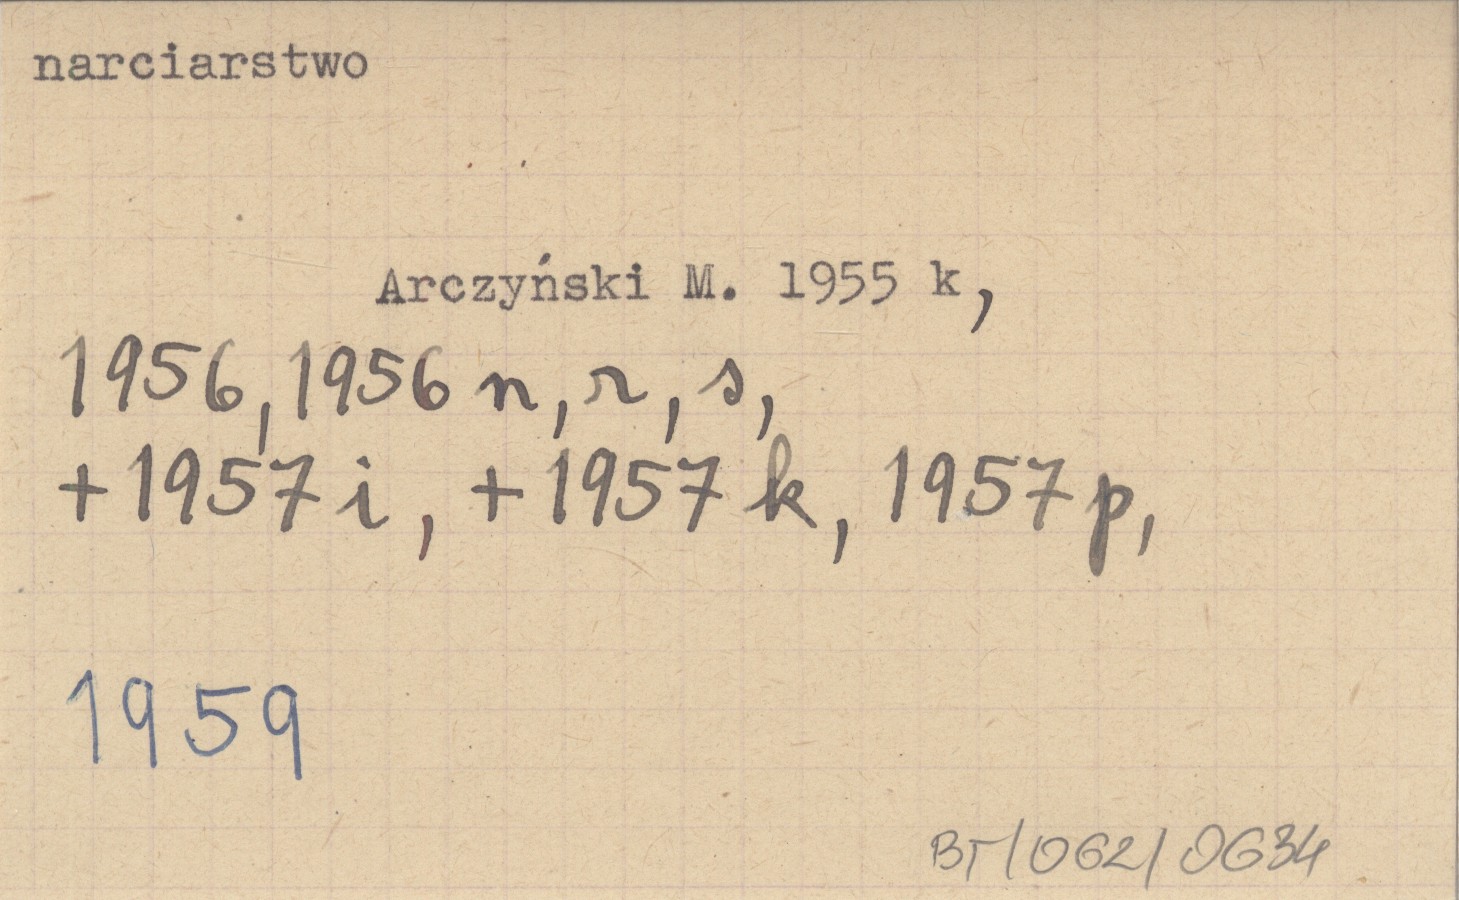 narciarstwo
Arczyński M. 1955 k,
1956, 1956 n, r, s,
+ 1957 i, + 1957 k, 1957 p,
1959
BT/062/0634